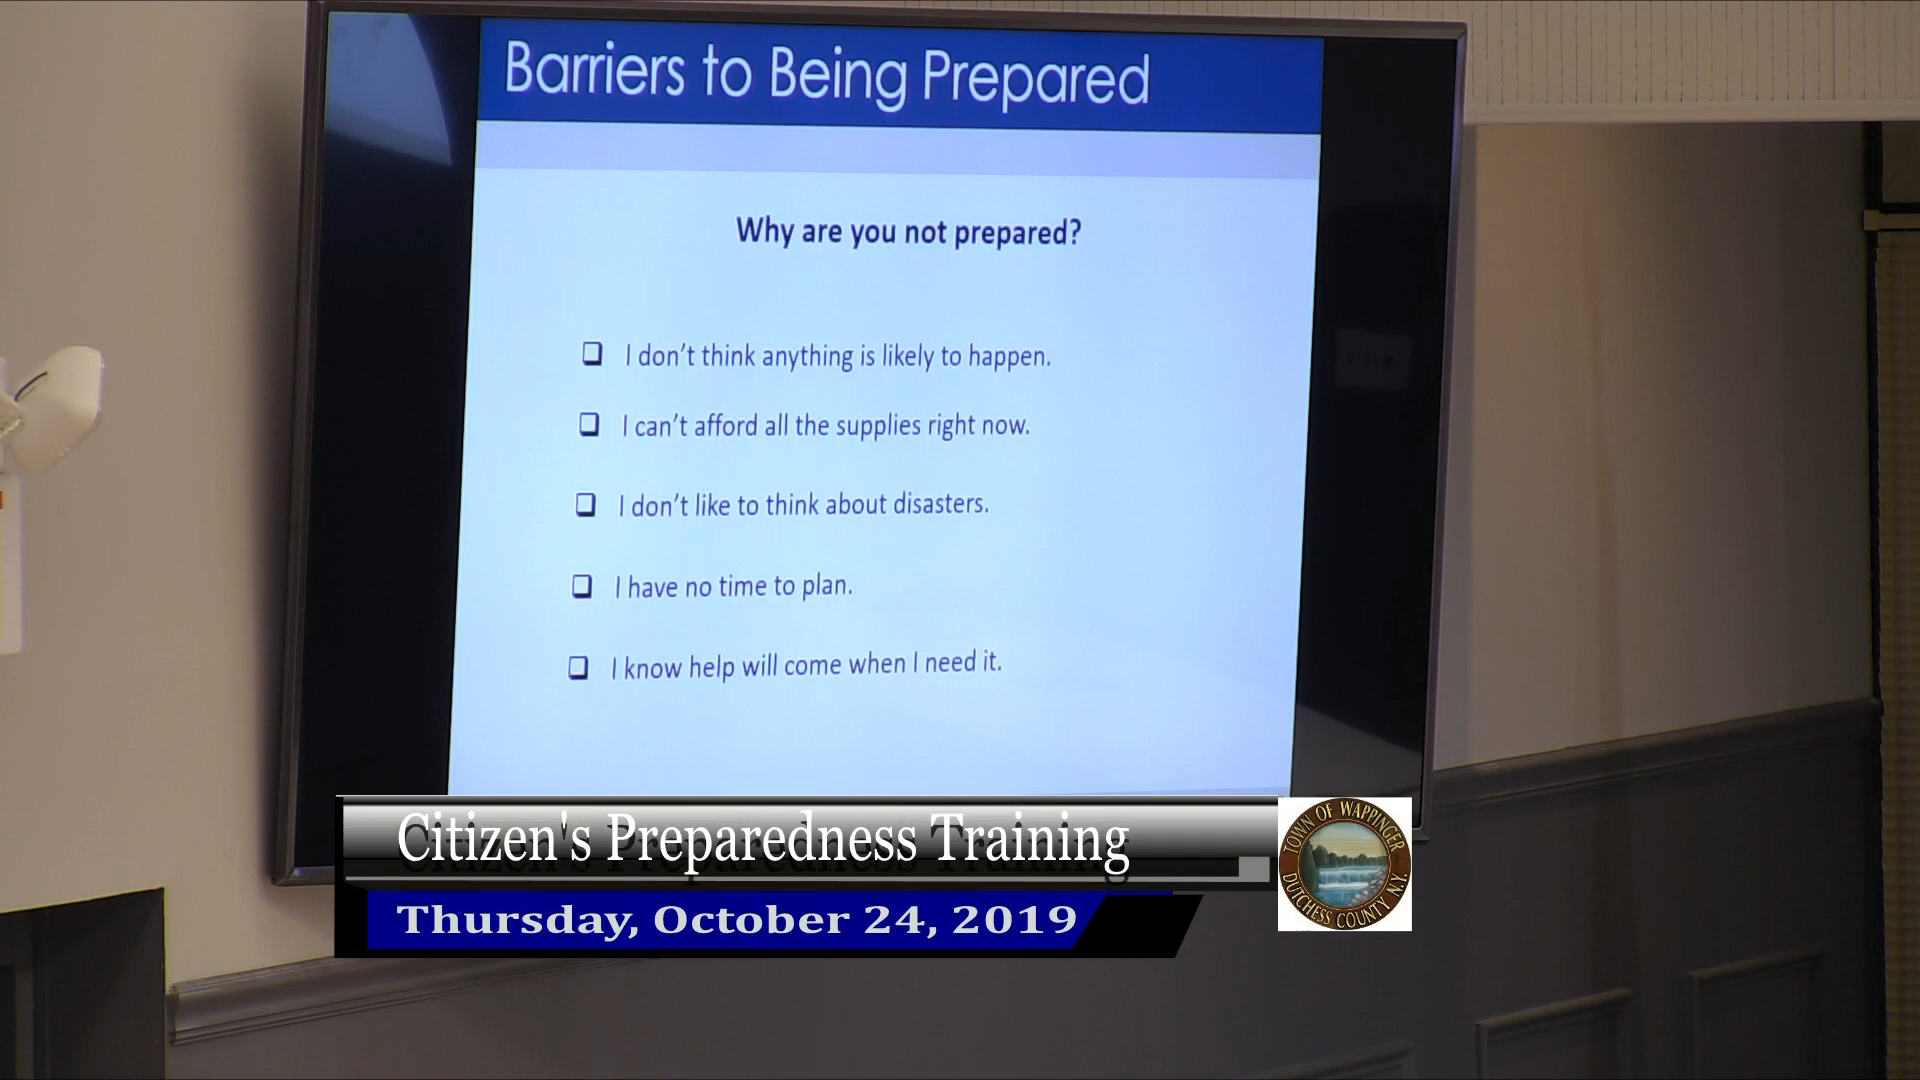 Barriers to Being Prepared
Why are you not prepared?
I don't think anything is likely to happen.
I can't afford all the supplies right now.
I don't like to think about disasters.
I have no time to plan.
I know help will come when I need it.
Citizen's Preparedness Training
Thursday, October 24, 2019
TOWN OF WAPPINGER
DUTCHESS COUNTY N.Y.